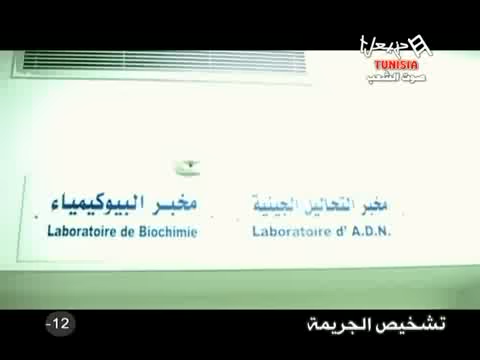 TUNISIA
صوت الشعب
مخبر البيوكيمياء
Laboratoire de Biochimie
مخبر التحاليل الجينية
Laboratoire d' A.D.N.
تشخيص الجريمة
-12